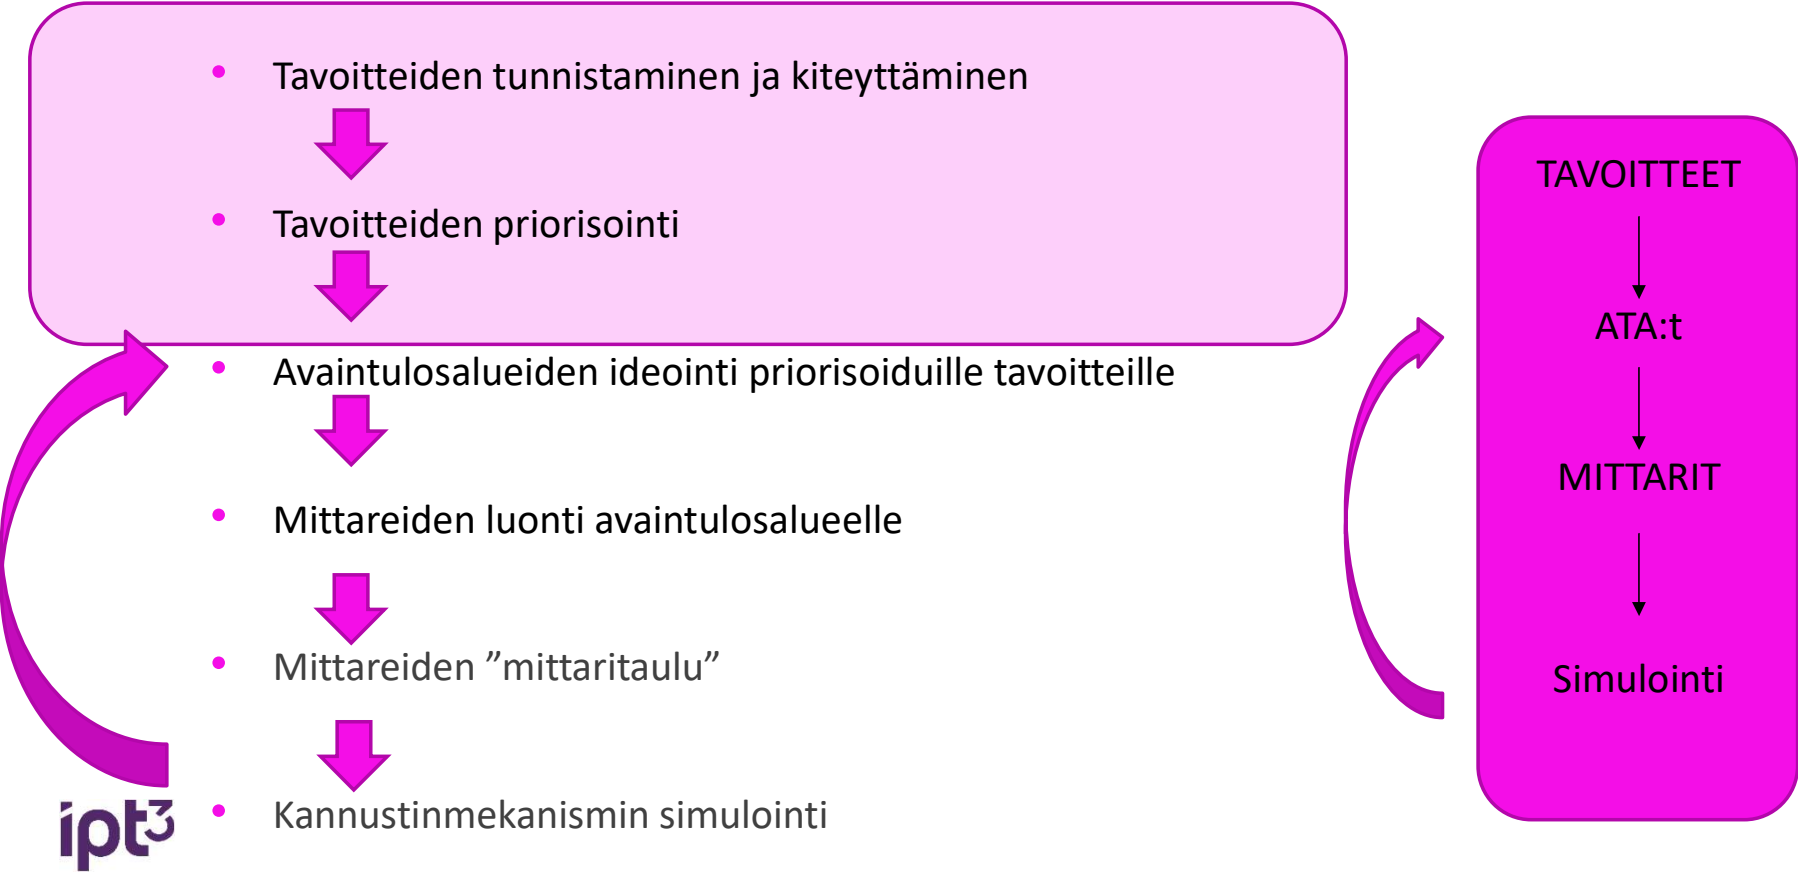 Tavoitteiden tunnistaminen ja kiteyttäminen
Tavoitteiden priorisointi
Avaintulosalueiden ideointi priorisoiduille tavoitteille
Mittareiden luonti avaintulosalueelle
Mittareiden ”mittaritaulu”
Kannustinmekanismin simulointi
TAVOITTEET
ATA:t
MITTARIT
Simulointi
ipt3